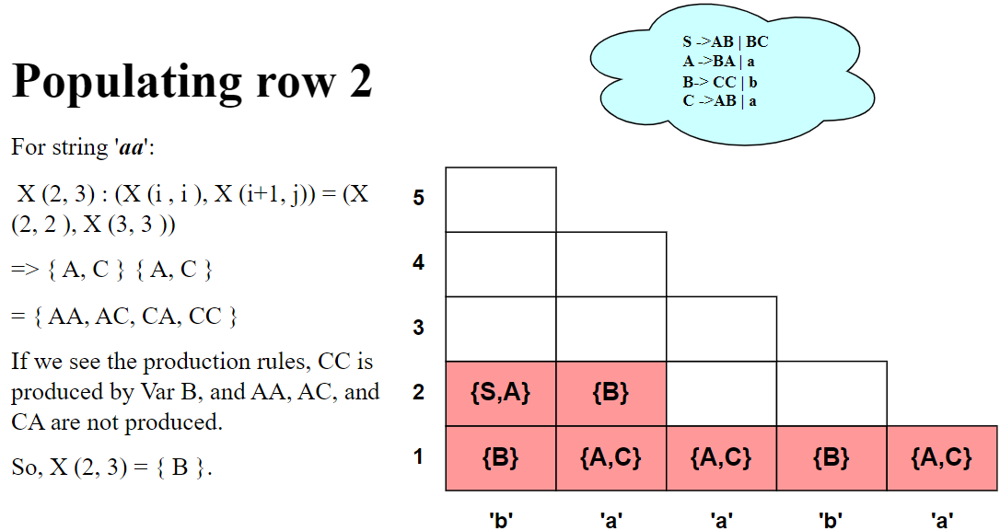 S ->AB | BC
A ->BA | a
B-> CC | b
C ->AB | a
Populating row 2
For string 'aa':
X (2, 3) : (X (i , i ), X (i+1, j)) = (X
(2, 2 ), X (3, 3 ))
=> { A, C } { A, C }
= { AA, AC, CA, CC }
If we see the production rules, CC is
produced by Var B, and AA, AC, and
CA are not produced.
So, X (2, 3) = { B }.
5
4
3
2 {S,A} {B}
1 {B} {A,C} {A,C} {B} {A,C}
'b' 'a' 'a' 'b' 'a'